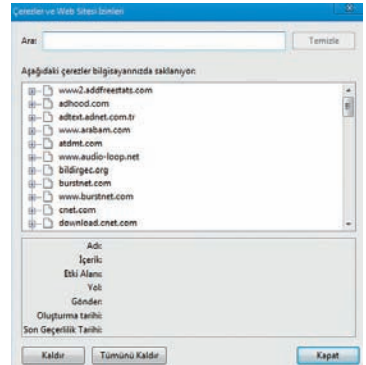 Çerezler ve Web Sitesi İzinleri
Ara:
Temizle
Aşağıdaki çerezler bilgisayarınızda saklanıyor:
www2.addfreestats.com
adhood.com
adtext.adnet.com.tr
www.arabam.com
atdmt.com
www.audio-loop.net
bildirgec.org
burstnet.com
www.burstnet.com
cnet.com
download.cnet.com
Adı:
İçerik:
Etki Alanı:
Yol:
Gönder:
Oluşturma tarihi:
Son Geçerlilik Tarihi:
Kaldır
Tümünü Kaldır
Kapat